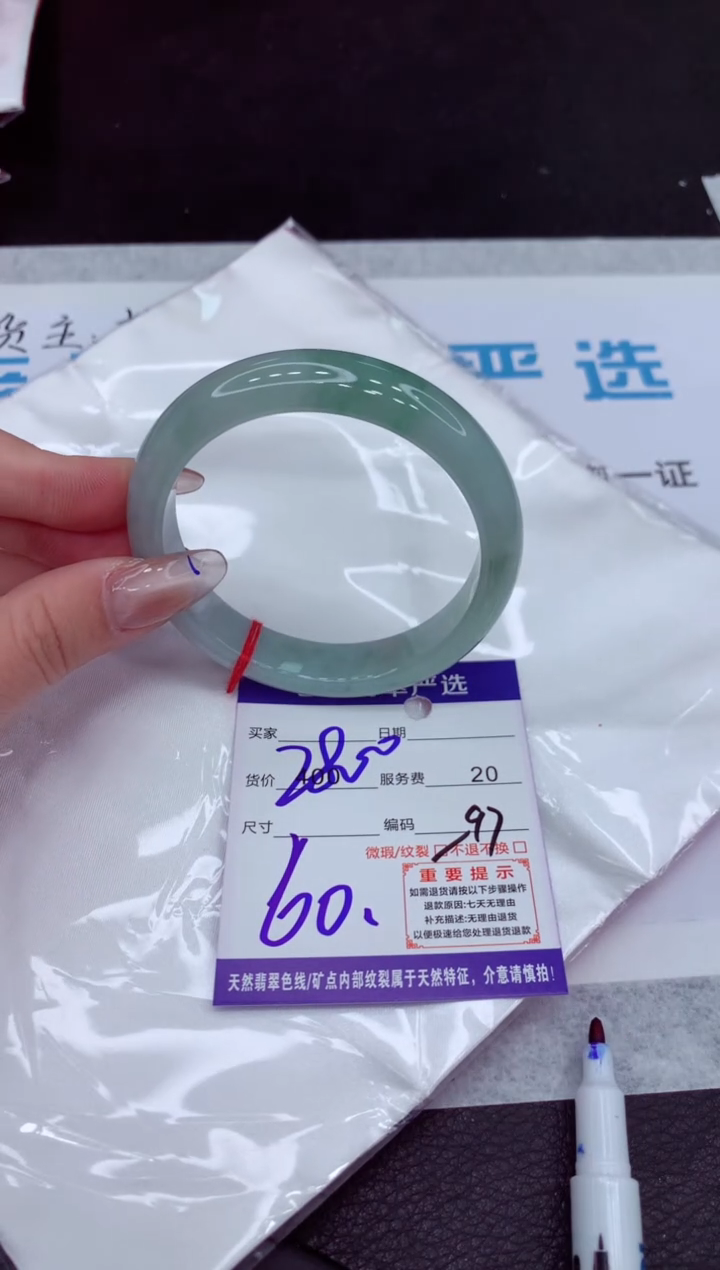 货主:
严选
一证
严选
买家 日期
货价 400 2850 服务费 20
尺寸 编码 97
微瑕/纹裂 不退不换
60.
重要提示
如需退货请按以下步骤操作
退款原因:七天无理由
补充描述:无理由退货
以便极速给您处理退货退款
天然翡翠色线/矿点内部纹裂属于天然特征，介意请慎拍!